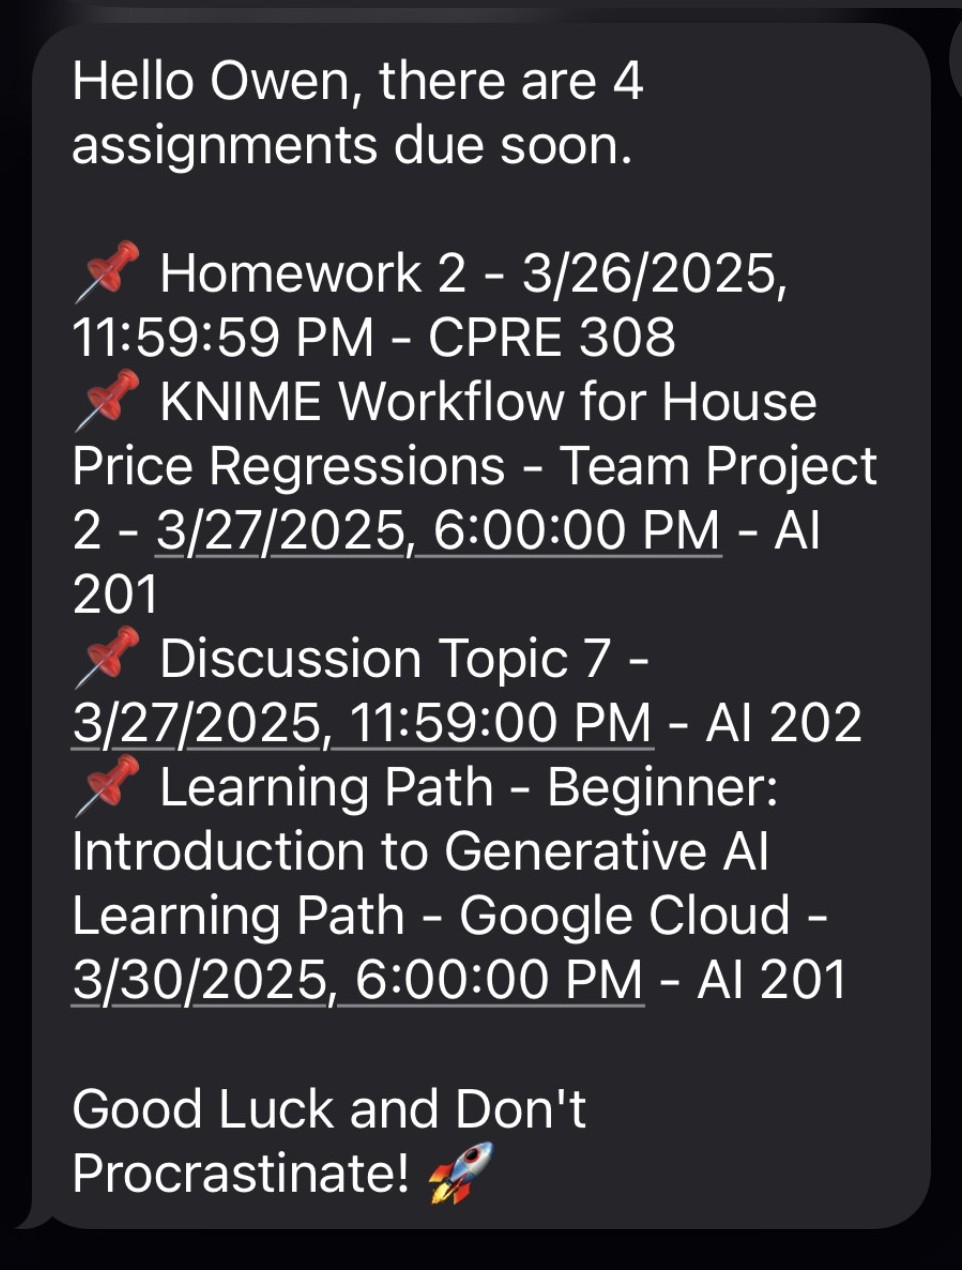 Hello Owen, there are 4
assignments due soon.
📌 Homework 2 - 3/26/2025,
11:59:59 PM - CPRE 308
📌 KNIME Workflow for House
Price Regressions - Team Project
2 - 3/27/2025, 6:00:00 PM - AI
201
📌 Discussion Topic 7 -
3/27/2025, 11:59:00 PM - AI 202
📌 Learning Path - Beginner:
Introduction to Generative AI
Learning Path - Google Cloud -
3/30/2025, 6:00:00 PM - AI 201
Good Luck and Don't
Procrastinate! 🚀